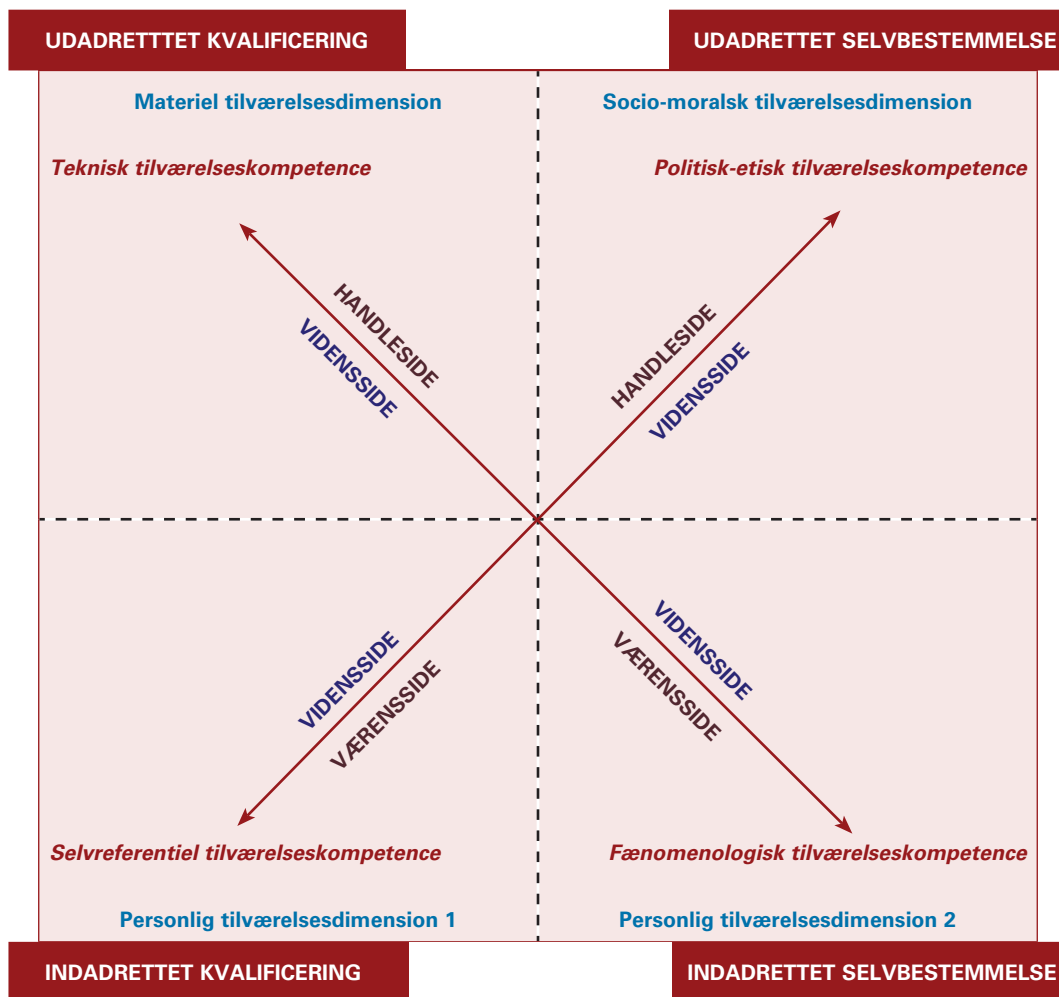 UDADRETTTET KVALIFICERING
UDADRETTET SELVBESTEMMELSE
Materiel tilværelsesdimension
Socio-moralsk tilværelsesdimension
Teknisk tilværelseskompetence
Politisk-etisk tilværelseskompetence
HANDLESIDE
VIDENSSIDE
HANDLESIDE
VIDENSSIDE
VIDENSSIDE
VÆRENSSIDE
VIDENSSIDE
VÆRENSSIDE
Selvreferentiel tilværelseskompetence
Fænomenologisk tilværelseskompetence
Personlig tilværelsesdimension 1
Personlig tilværelsesdimension 2
INDADRETTET KVALIFICERING
INDADRETTET SELVBESTEMMELSE